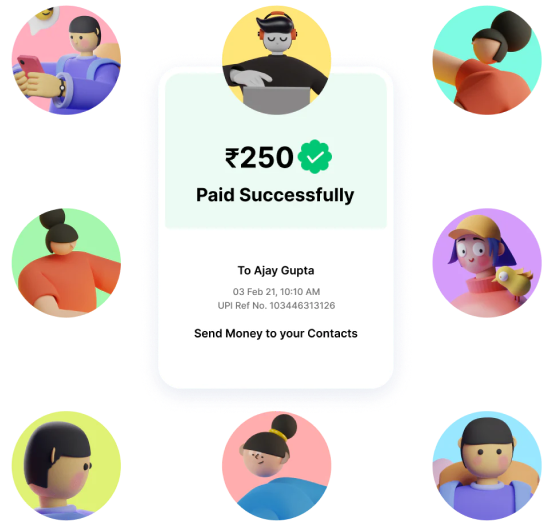 ₹250
Paid Successfully
To Ajay Gupta
03 Feb 21, 10:10 AM
UPI Ref No. 103446313126
Send Money to your Contacts